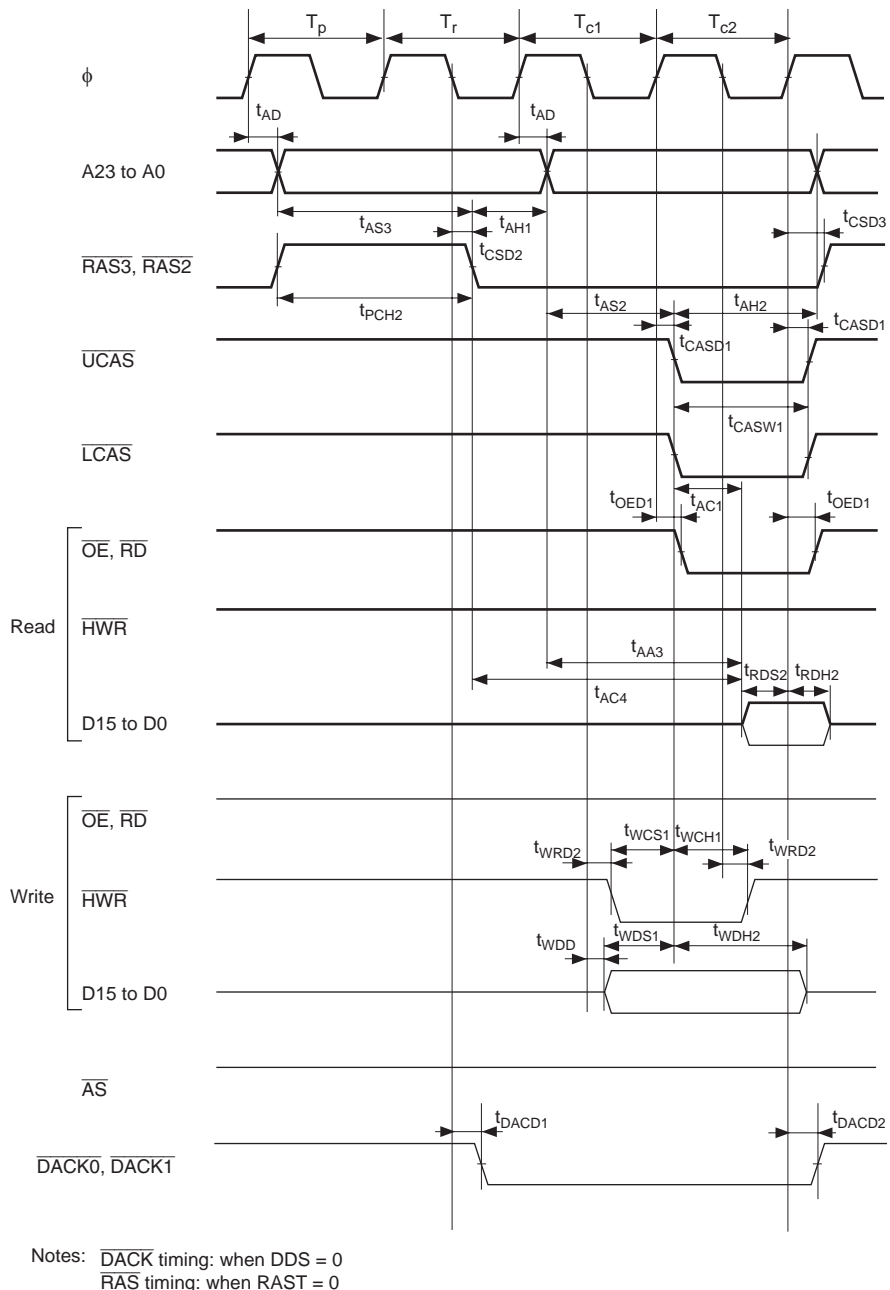 Tp Tr Tc1 Tc2
ϕ
tAD tAD
A23 to A0
tAS3 tAH1 tCSD3
tCSD2
RAS3, RAS2
tPCH2 tAS2 tAH2
tCASD1 tCASD1
UCAS
tCASW1
LCAS
tOED1 tAC1 tOED1
OE, RD
Read
HWR
tAA3
tRDS2 tRDH2
tAC4
D15 to D0
OE, RD
tWCS1 tWCH1
tWRD2 tWRD2
Write
HWR
tWDS1 tWDH2
tWDD
D15 to D0
AS
tDACD1 tDACD2
DACK0, DACK1
Notes: DACK timing: when DDS = 0
RAS timing: when RAST = 0